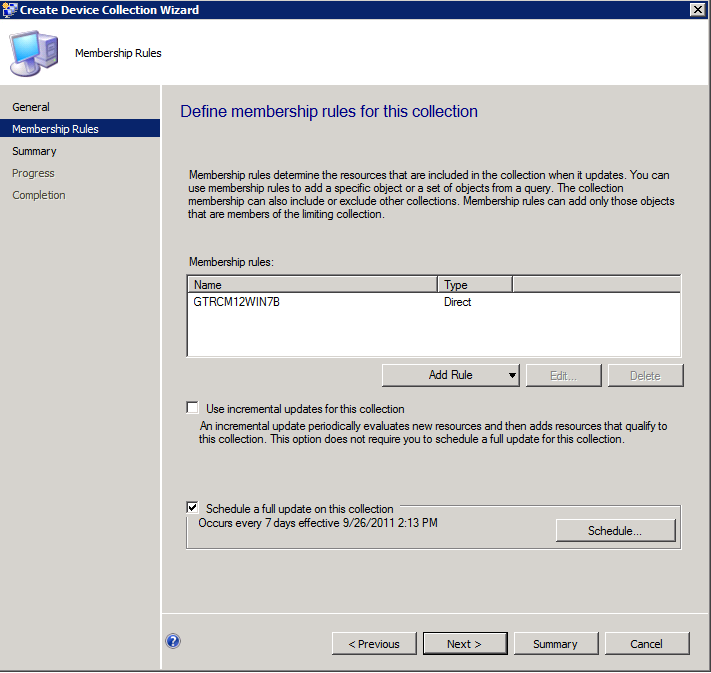 Create Device Collection Wizard
Membership Rules
General
Membership Rules
Summary
Progress
Completion
Define membership rules for this collection
Membership rules determine the resources that are included in the collection when it updates. You can
use membership rules to add a specific object or a set of objects from a query. The collection
membership can also include or exclude other collections. Membership rules can add only those objects
that are members of the limiting collection.
Membership rules:
Name Type
GTRCM12WIN7B Direct
Add Rule Edit... Delete
Use incremental updates for this collection
An incremental update periodically evaluates new resources and then adds resources that qualify to
this collection. This option does not require you to schedule a full update for this collection.
Schedule a full update on this collection
Occurs every 7 days effective 9/26/2011 2:13 PM
Schedule...
? < Previous Next > Summary Cancel